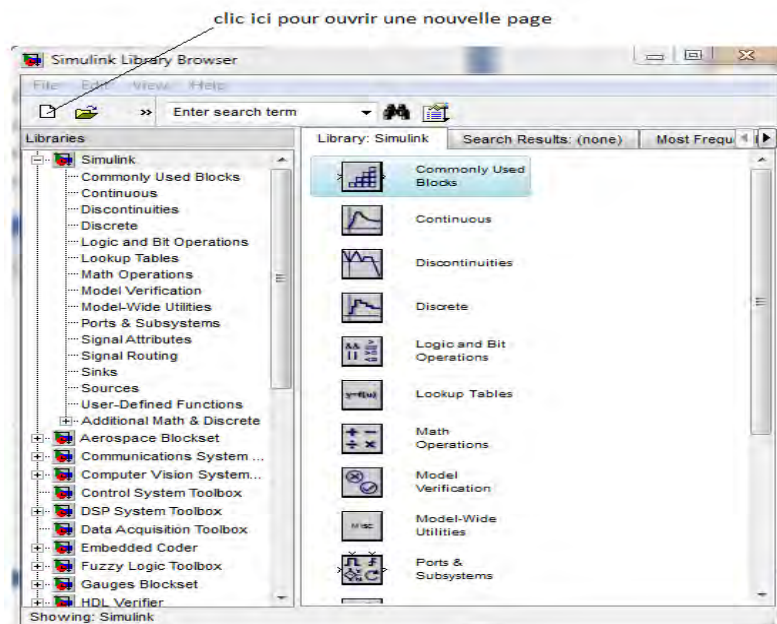 clic ici pour ouvrir une nouvelle page
Simulink Library Browser
File Edit View Help
» Enter search term
Libraries
Simulink
Commonly Used Blocks
Continuous
Discontinuities
Discrete
Logic and Bit Operations
Lookup Tables
Math Operations
Model Verification
Model-Wide Utilities
Ports & Subsystems
Signal Attributes
Signal Routing
Sinks
Sources
User-Defined Functions
Additional Math & Discrete
Aerospace Blockset
Communications System ...
Computer Vision System...
Control System Toolbox
DSP System Toolbox
Data Acquisition Toolbox
Embedded Coder
Fuzzy Logic Toolbox
Gauges Blockset
HDL Verifier
Library: Simulink Search Results: (none) Most Frequ
Commonly Used
Blocks
Continuous
Discontinuities
Discrete
Logic and Bit
Operations
y=f(u)
Lookup Tables
Math
Operations
Model
Verification
Misc
Model-Wide
Utilities
Ports &
Subsystems
Showing: Simulink